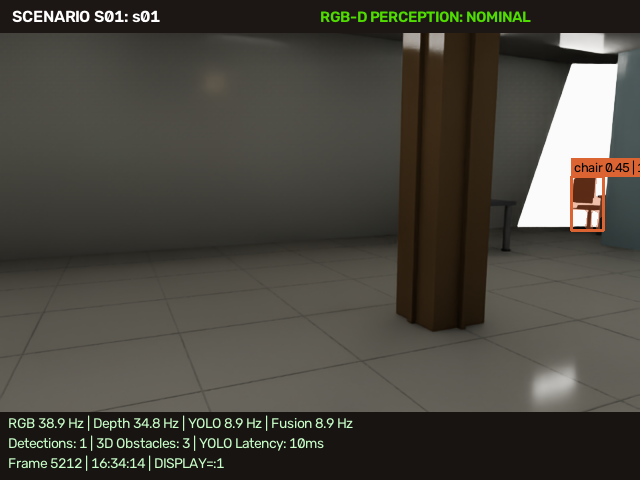 SCENARIO S01: s01
RGB-D PERCEPTION: NOMINAL
chair 0.45 |
RGB 38.9 Hz | Depth 34.8 Hz | YOLO 8.9 Hz | Fusion 8.9 Hz
Detections: 1 | 3D Obstacles: 3 | YOLO Latency: 10ms
Frame 5212 | 16:34:14 | DISPLAY=:1